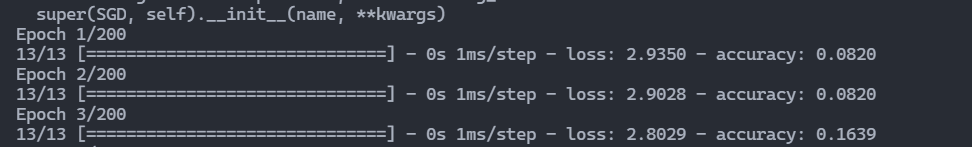 super(SGD, self).__init__(name, **kwargs)
Epoch 1/200
13/13 [==============================] - 0s 1ms/step - loss: 2.9350 - accuracy: 0.0820
Epoch 2/200
13/13 [==============================] - 0s 1ms/step - loss: 2.9028 - accuracy: 0.0820
Epoch 3/200
13/13 [==============================] - 0s 1ms/step - loss: 2.8029 - accuracy: 0.1639